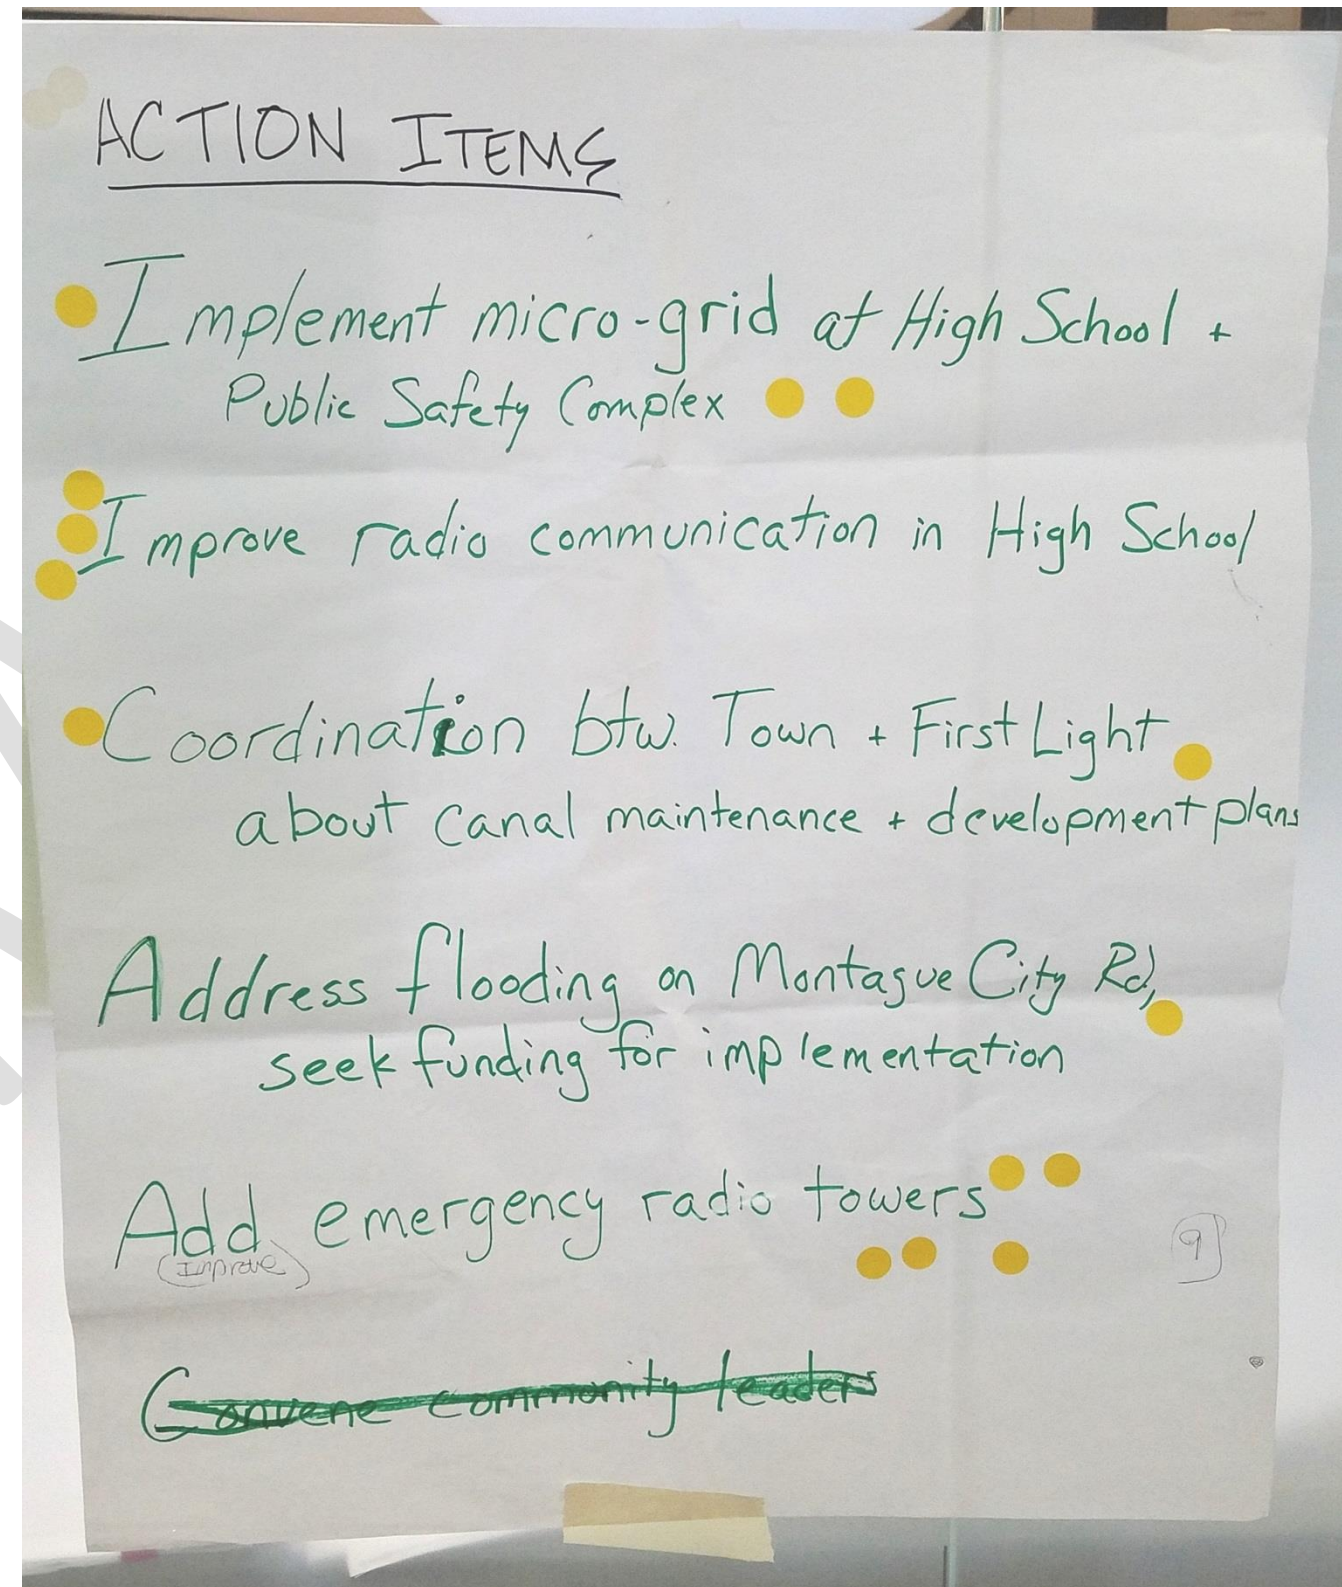 ACTION ITEMS
Implement micro-grid at High School +
Public Safety Complex
Improve radio communication in High School
Coordination btw. Town + FirstLight
about canal maintenance + development plans
Address flooding on Montague City Rd,
seek funding for implementation
Add emergency radio towers
(Improve)
9
Convene community leaders